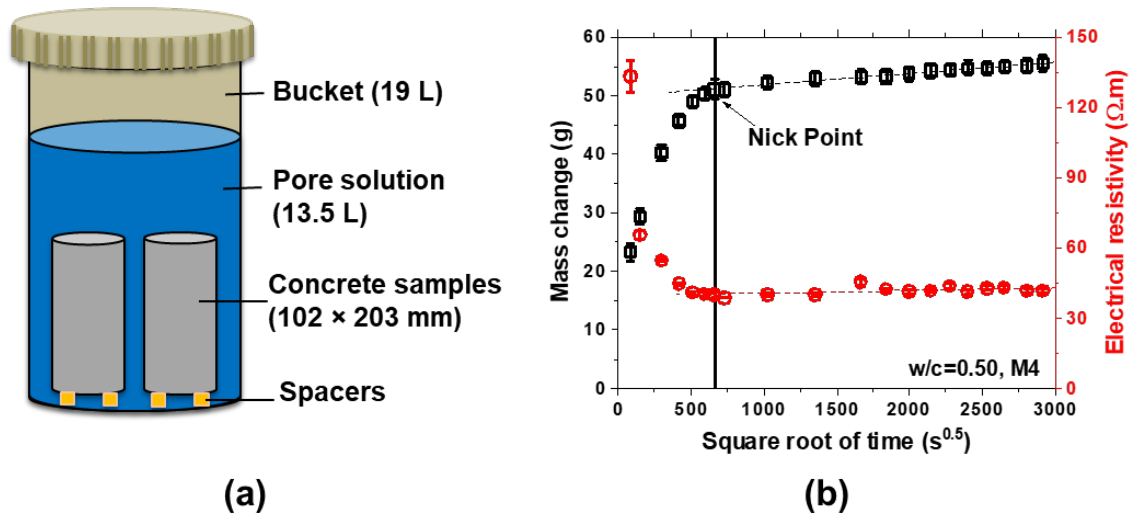 Bucket (19 L)
Pore solution
(13.5 L)
Concrete samples
(102 × 203 mm)
Spacers
(a)
60
50
40
30
20
10
0
Mass change (g)
150
120
90
60
30
0
Electrical resistivity (Ω.m)
Nick Point
w/c=0.50, M4
0 500 1000 1500 2000 2500 3000
Square root of time (s^0.5)
(b)